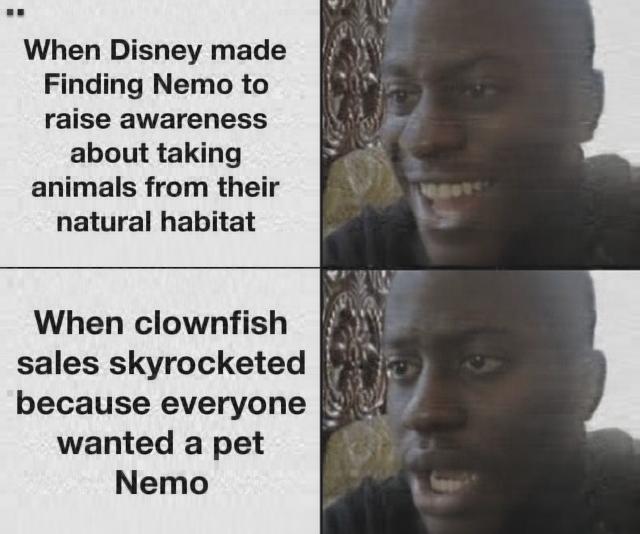 When Disney made
Finding Nemo to
raise awareness
about taking
animals from their
natural habitat
When clownfish
sales skyrocketed
because everyone
wanted a pet
Nemo